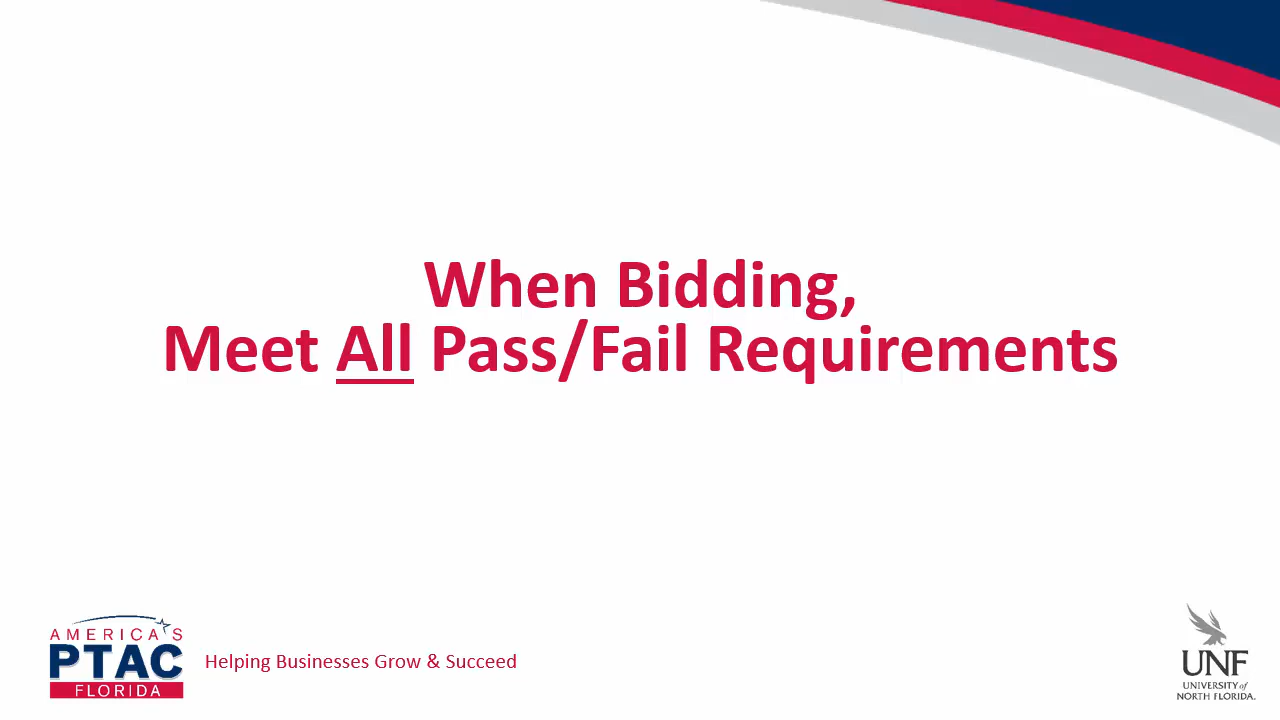 When Bidding,
Meet All Pass/Fail Requirements
AMERICA'S
PTAC
FLORIDA
Helping Businesses Grow & Succeed
UNF
UNIVERSITY of
NORTH FLORIDA.